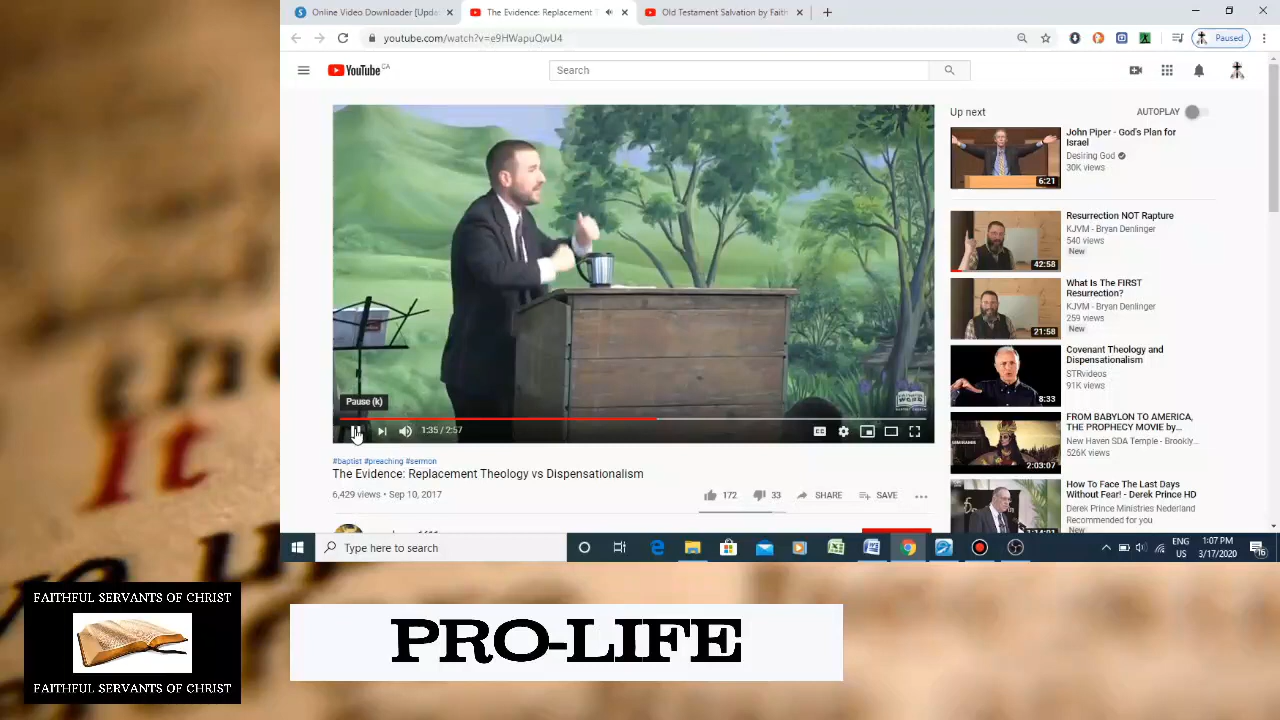 Online Video Downloader [Upda
The Evidence: Replacement
Old Testament Salvation by Faith
youtube.com/watch?v=e9HWapuQwU4
Paused
YouTube CA
Search
Up next
AUTOPLAY
John Piper - God's Plan for
Israel
Desiring God
30K views
6:21
Resurrection NOT Rapture
KJVM - Bryan Denlinger
540 views
New
42:58
What Is The FIRST
Resurrection?
KJVM - Bryan Denlinger
259 views
New
21:58
Covenant Theology and
Dispensationalism
STRvideos
91K views
8:33
FROM BABYLON TO AMERICA,
THE PROPHECY MOVIE by...
New Haven SDA Temple - Brookly...
526K views
2:03:07
How To Face The Last Days
Without Fear! - Derek Prince HD
Derek Prince Ministries Nederland
Recommended for you
1:14:01
Pause (k)
1:35 / 2:57
#baptist #preaching #sermon
The Evidence: Replacement Theology vs Dispensationalism
6,429 views • Sep 10, 2017
172
33
SHARE
SAVE
Type here to search
ENG
US
1:07 PM
3/17/2020
It
FAITHFUL SERVANTS OF CHRIST
FAITHFUL SERVANTS OF CHRIST
PRO-LIFE